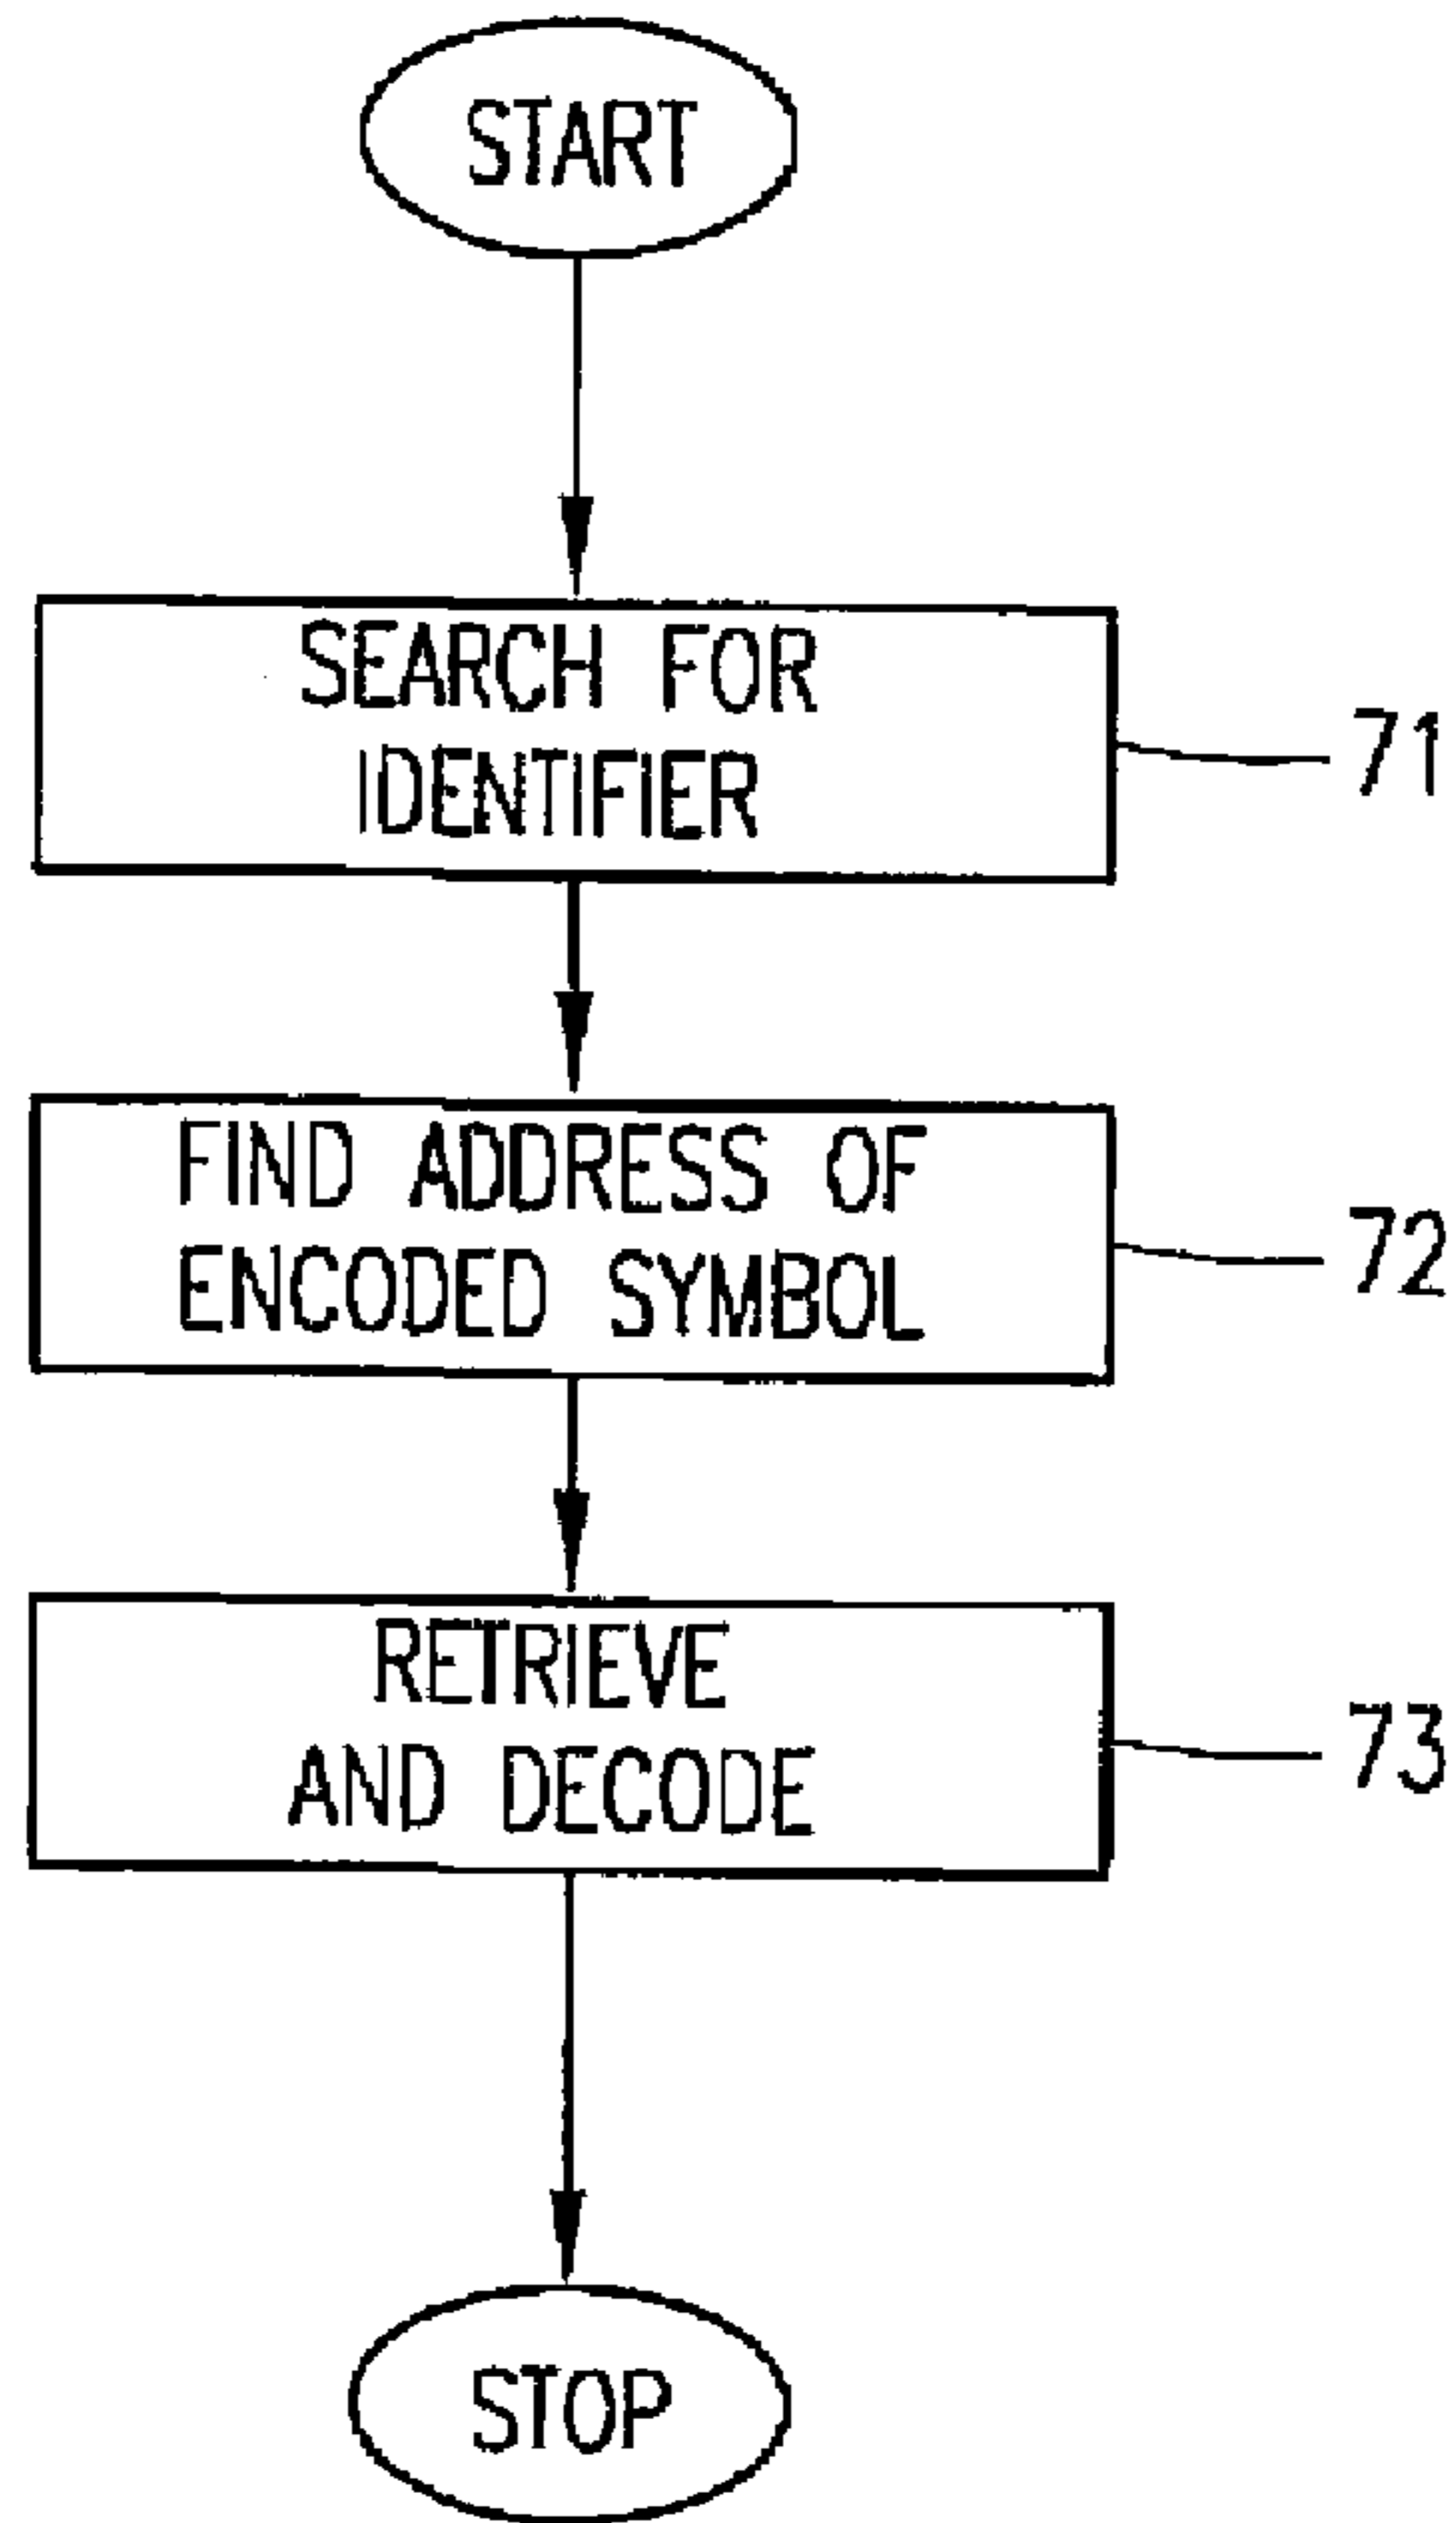 START
SEARCH FOR
IDENTIFIER
71
FIND ADDRESS OF
ENCODED SYMBOL
72
RETRIEVE
AND DECODE
73
STOP